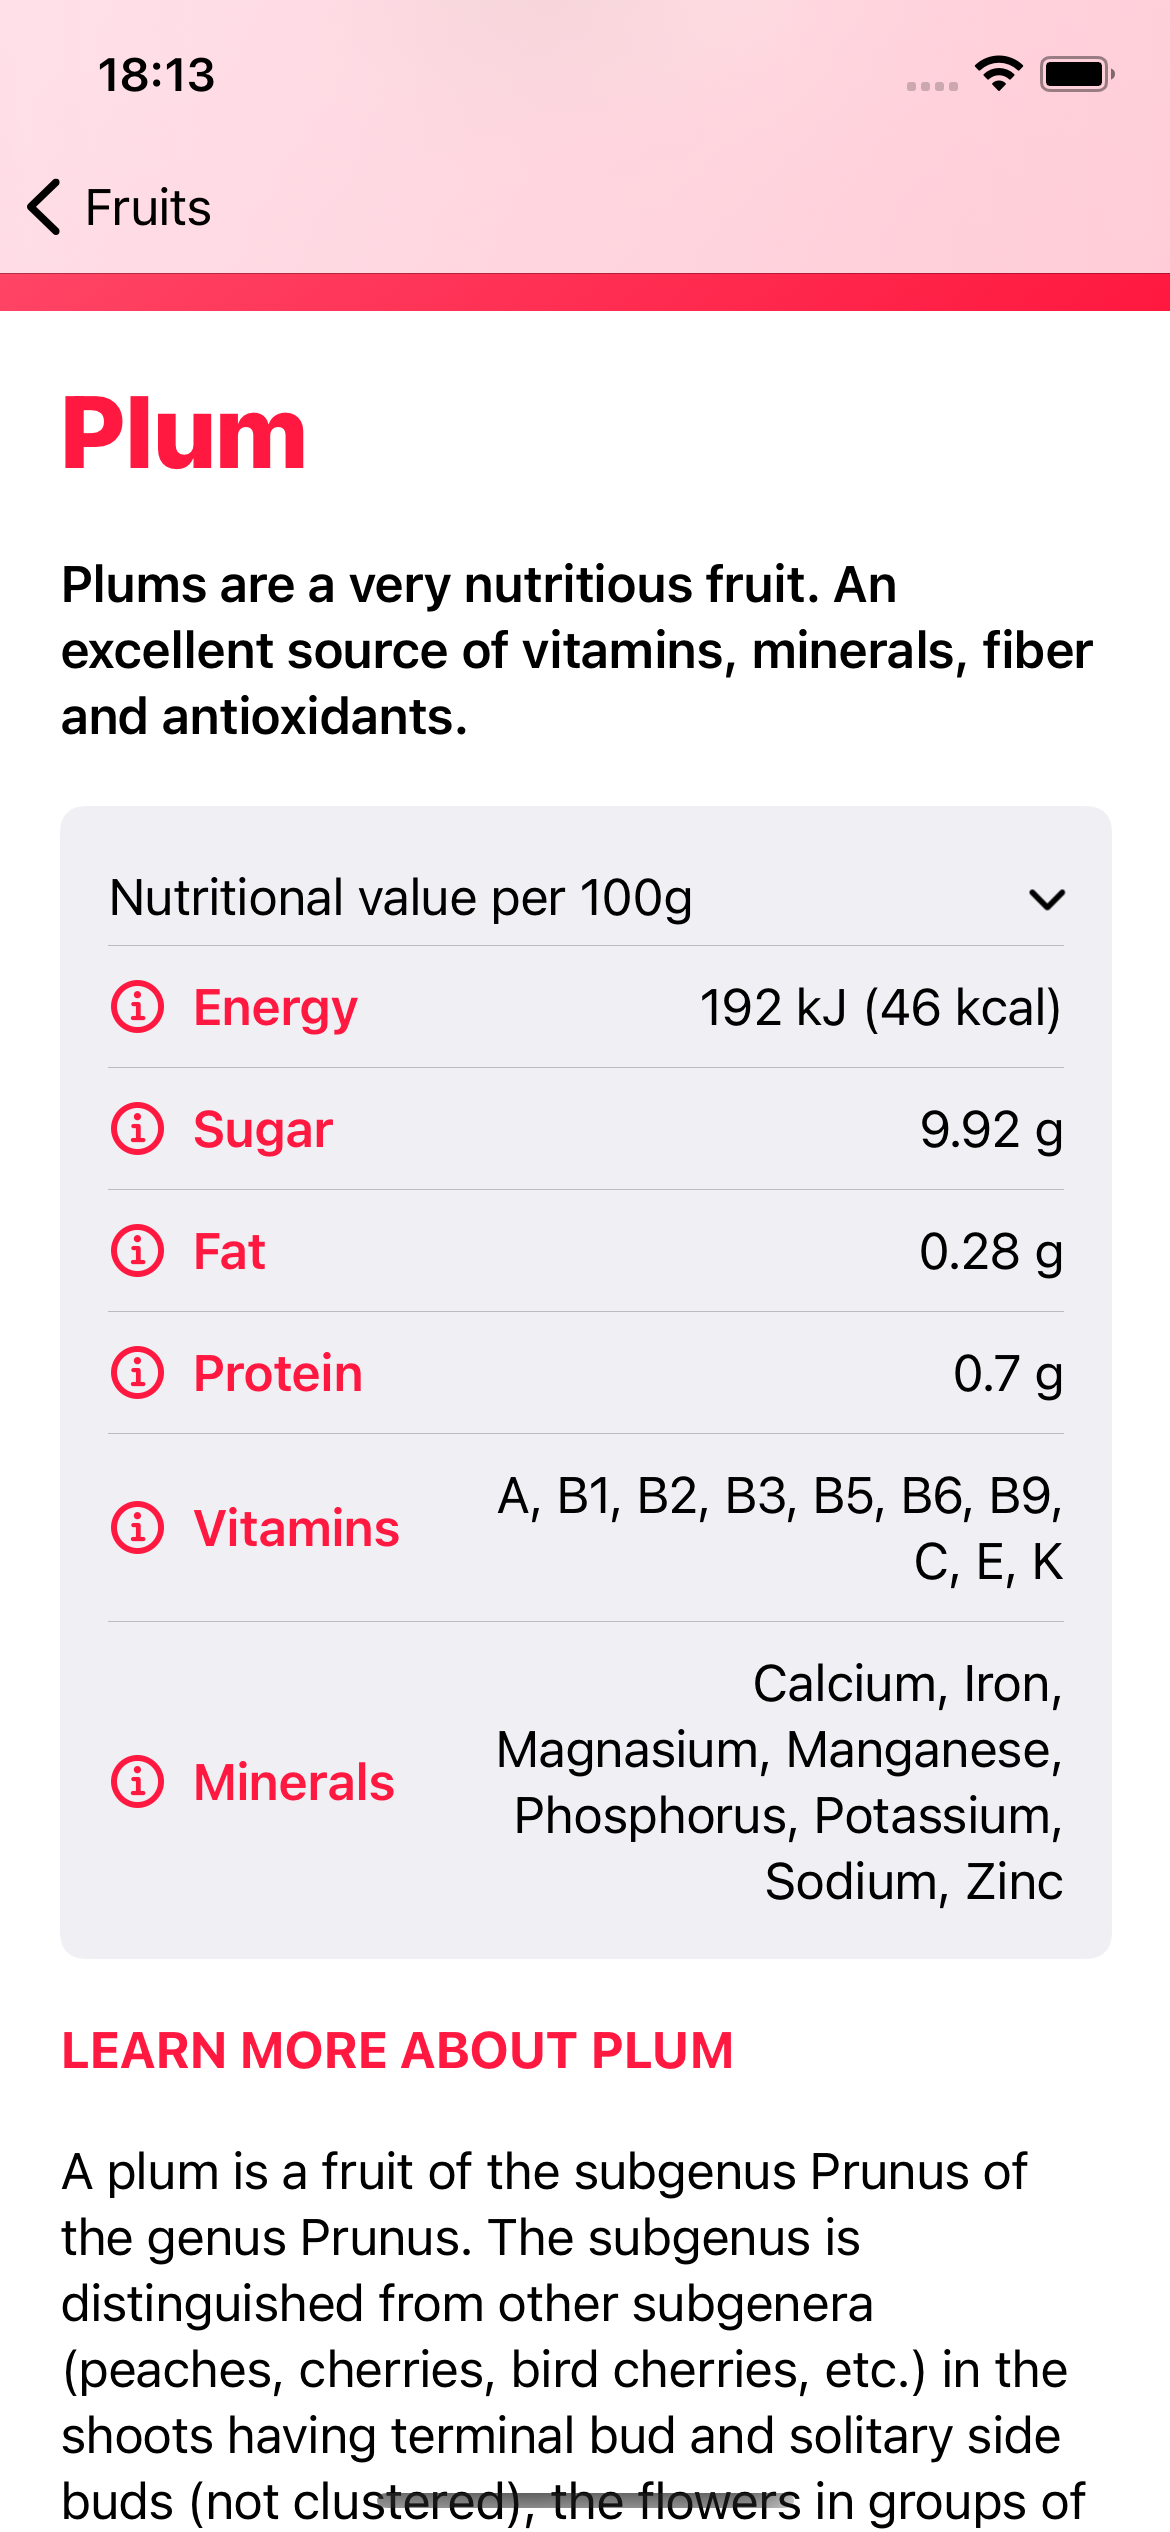 18:13
Fruits
Plum
Plums are a very nutritious fruit. An
excellent source of vitamins, minerals, fiber
and antioxidants.
Nutritional value per 100g
Energy 192 kJ (46 kcal)
Sugar 9.92 g
Fat 0.28 g
Protein 0.7 g
Vitamins A, B1, B2, B3, B5, B6, B9,
C, E, K
Calcium, Iron,
Magnasium, Manganese,
Minerals
Phosphorus, Potassium,
Sodium, Zinc
LEARN MORE ABOUT PLUM
A plum is a fruit of the subgenus Prunus of
the genus Prunus. The subgenus is
distinguished from other subgenera
(peaches, cherries, bird cherries, etc.) in the
shoots having terminal bud and solitary side
buds (not clustered), the flowers in groups of